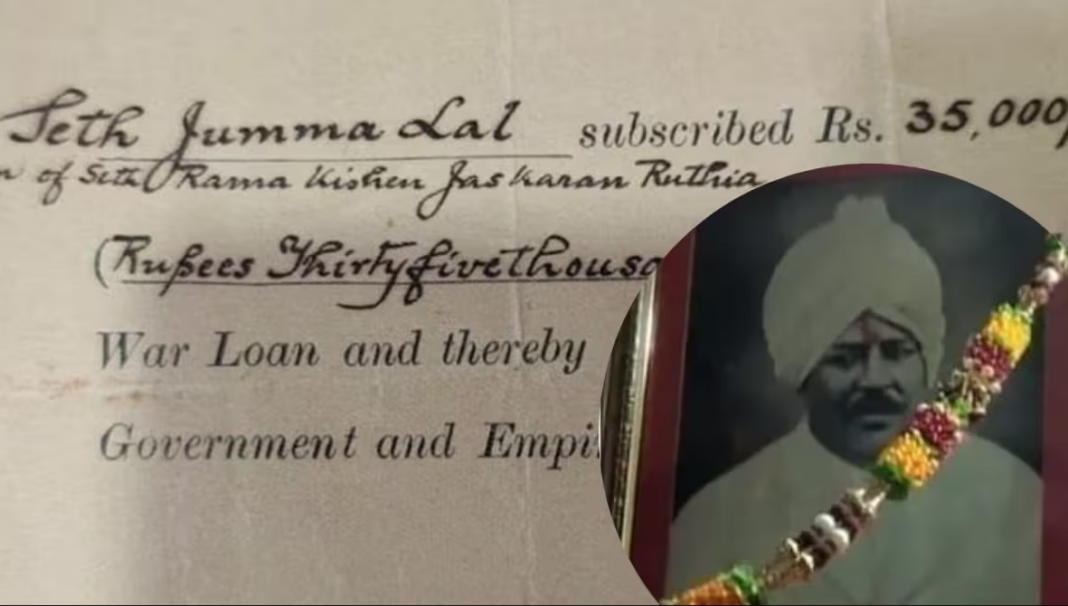 Seth Jumma Lal subscribed Rs. 35,000/
of Seth Rama Kishen Jaskaran Ruthia
(Rupees Thirtyfivethousa
War Loan and thereby
Government and Empi